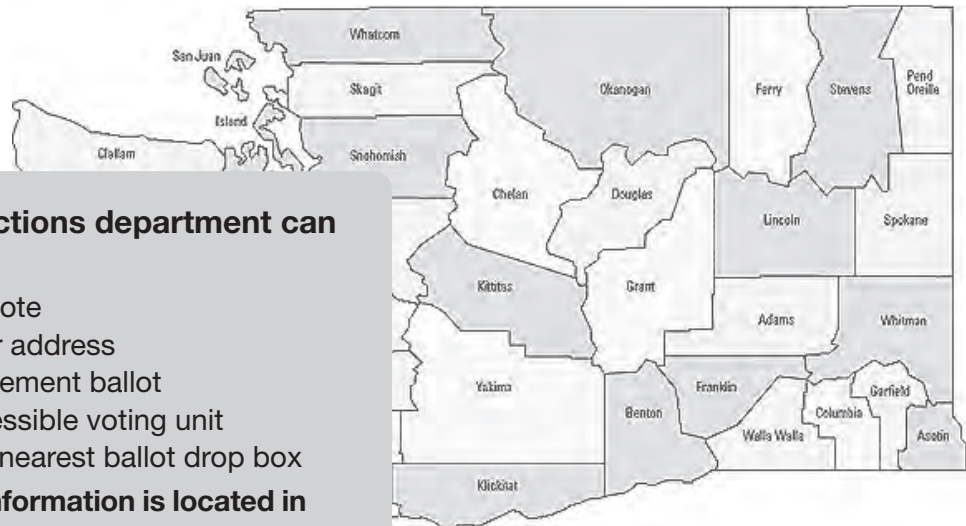 Whatcom
San Juan
Skagit
Okanogan
Ferry
Stevens
Pend
Oreille
Island
Clallam
Snohomish
Chelan
Douglas
Lincoln
Spokane
ctions department can
Kittitas
Grant
ote
Adams
Whitman
r address
ement ballot
Yakima
Franklin
Garfield
Benton
Columbia
essible voting unit
Walla Walla
Asotin
nearest ballot drop box
Klickitat
nformation is located in